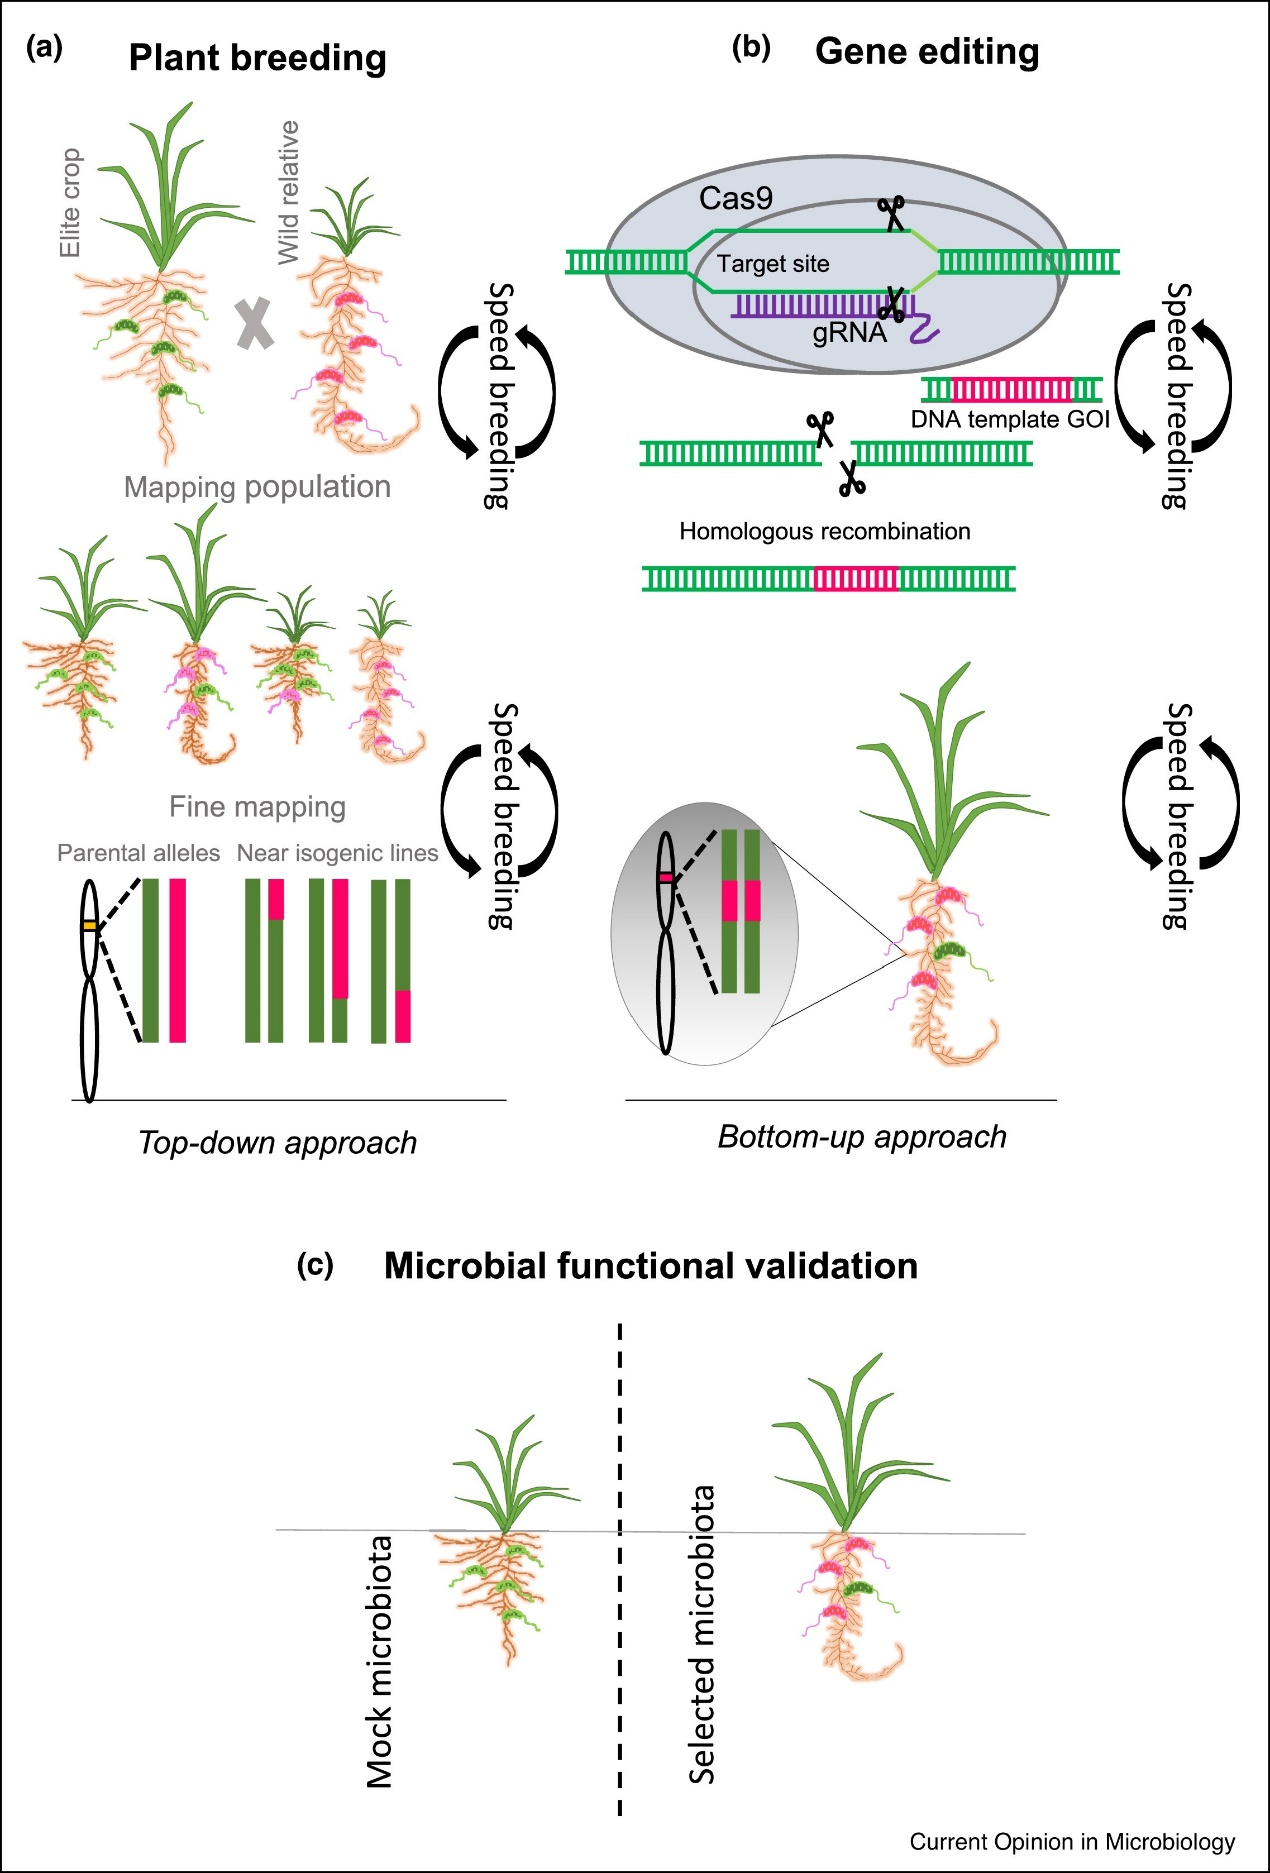 (a) Plant breeding
Elite crop
Wild relative
Speed breeding
Mapping population
Fine mapping
Speed breeding
Parental alleles Near isogenic lines
Top-down approach
(b) Gene editing
Cas9
Target site
gRNA
Speed breeding
DNA template GOI
Homologous recombination
Speed breeding
Bottom-up approach
(c) Microbial functional validation
Mock microbiota
Selected microbiota
Current Opinion in Microbiology